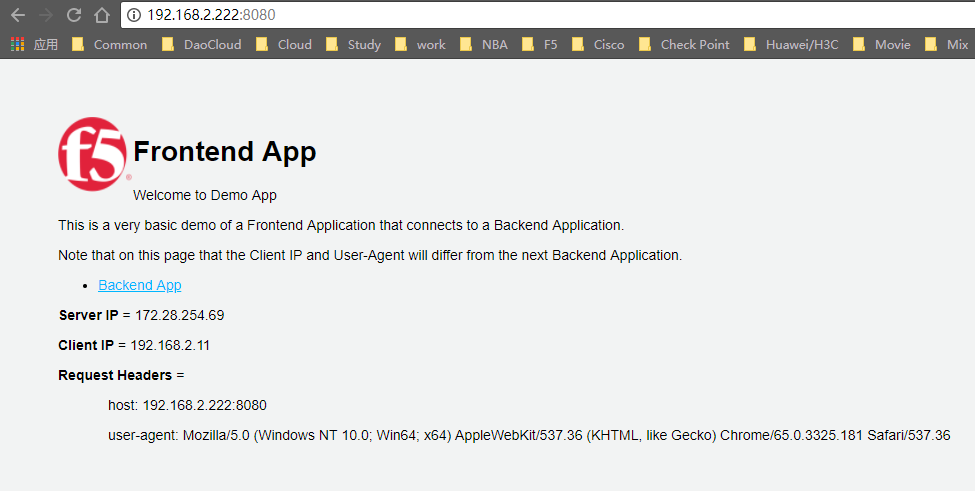 192.168.2.222:8080
应用 Common DaoCloud Cloud Study work NBA F5 Cisco Check Point Huawei/H3C Movie Mix
f5
Frontend App
Welcome to Demo App
This is a very basic demo of a Frontend Application that connects to a Backend Application.
Note that on this page that the Client IP and User-Agent will differ from the next Backend Application.
• Backend App
Server IP = 172.28.254.69
Client IP = 192.168.2.11
Request Headers =
host: 192.168.2.222:8080
user-agent: Mozilla/5.0 (Windows NT 10.0; Win64; x64) AppleWebKit/537.36 (KHTML, like Gecko) Chrome/65.0.3325.181 Safari/537.36